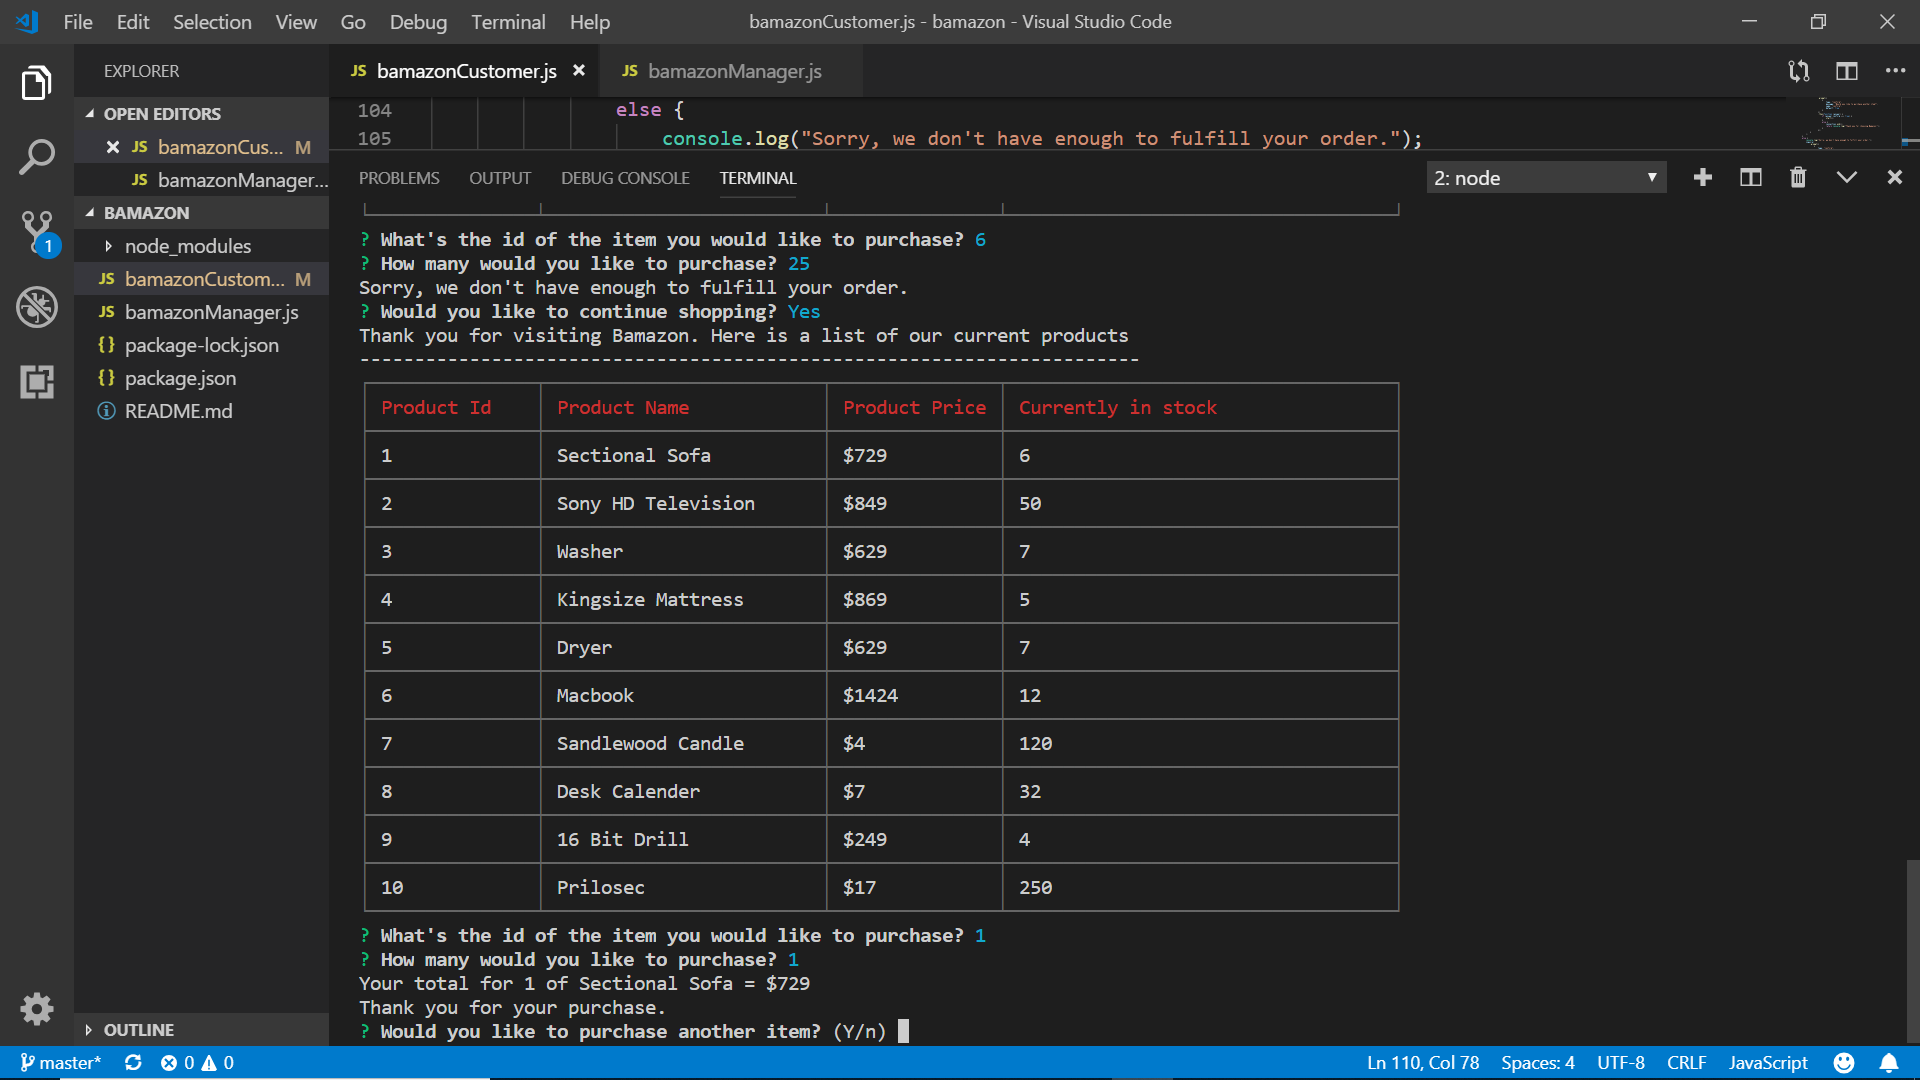 File Edit Selection View Go Debug Terminal Help
bamazonCustomer.js - bamazon - Visual Studio Code
EXPLORER
OPEN EDITORS
JS bamazonCus... M
JS bamazonManager...
BAMAZON
node_modules
JS bamazonCustom... M
JS bamazonManager.js
{} package-lock.json
{} package.json
README.md
OUTLINE
1
JS bamazonCustomer.js
JS bamazonManager.js
104 else {
105 console.log("Sorry, we don't have enough to fulfill your order.");
PROBLEMS OUTPUT DEBUG CONSOLE TERMINAL
2: node
? What's the id of the item you would like to purchase? 6
? How many would you like to purchase? 25
Sorry, we don't have enough to fulfill your order.
? Would you like to continue shopping? Yes
Thank you for visiting Bamazon. Here is a list of our current products
-----------------------------------------------------------------------
Product Id Product Name Product Price Currently in stock
1 Sectional Sofa $729 6
2 Sony HD Television $849 50
3 Washer $629 7
4 Kingsize Mattress $869 5
5 Dryer $629 7
6 Macbook $1424 12
7 Sandlewood Candle $4 120
8 Desk Calender $7 32
9 16 Bit Drill $249 4
10 Prilosec $17 250
? What's the id of the item you would like to purchase? 1
? How many would you like to purchase? 1
Your total for 1 of Sectional Sofa = $729
Thank you for your purchase.
? Would you like to purchase another item? (Y/n)
master* 0 0
Ln 110, Col 78 Spaces: 4 UTF-8 CRLF JavaScript